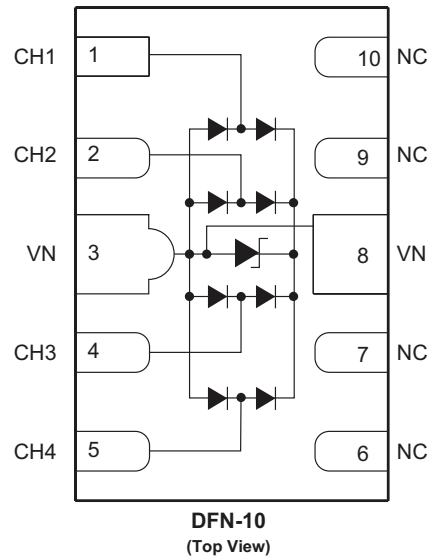 CH1 1 10 NC
CH2 2 9 NC
VN 3 8 VN
CH3 4 7 NC
CH4 5 6 NC
DFN-10
(Top View)